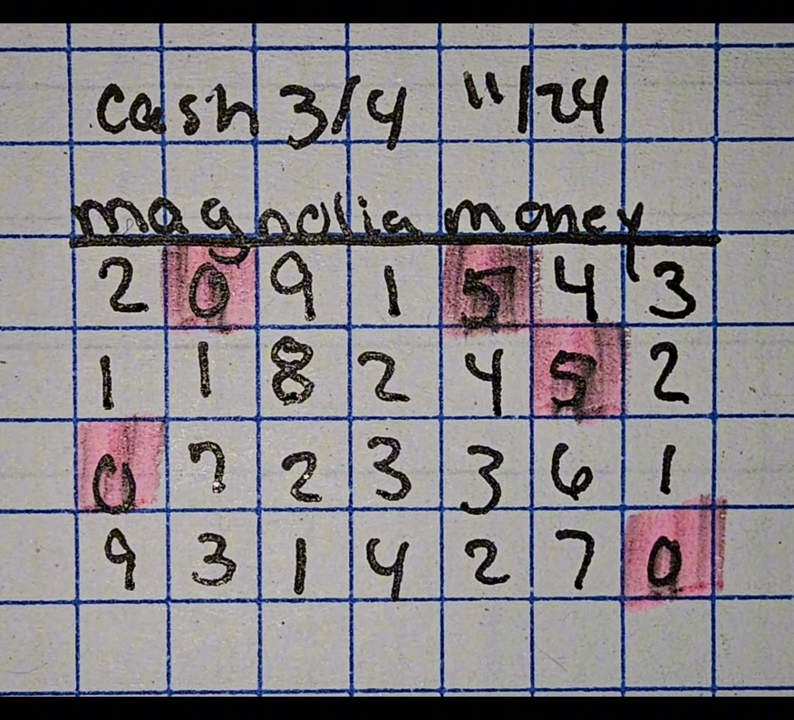 cash 3/4 11/24
magnolia money
2 0 9 1 5 4 3
1 1 8 2 4 5 2
0 7 2 3 3 6 1
9 3 1 4 2 7 0